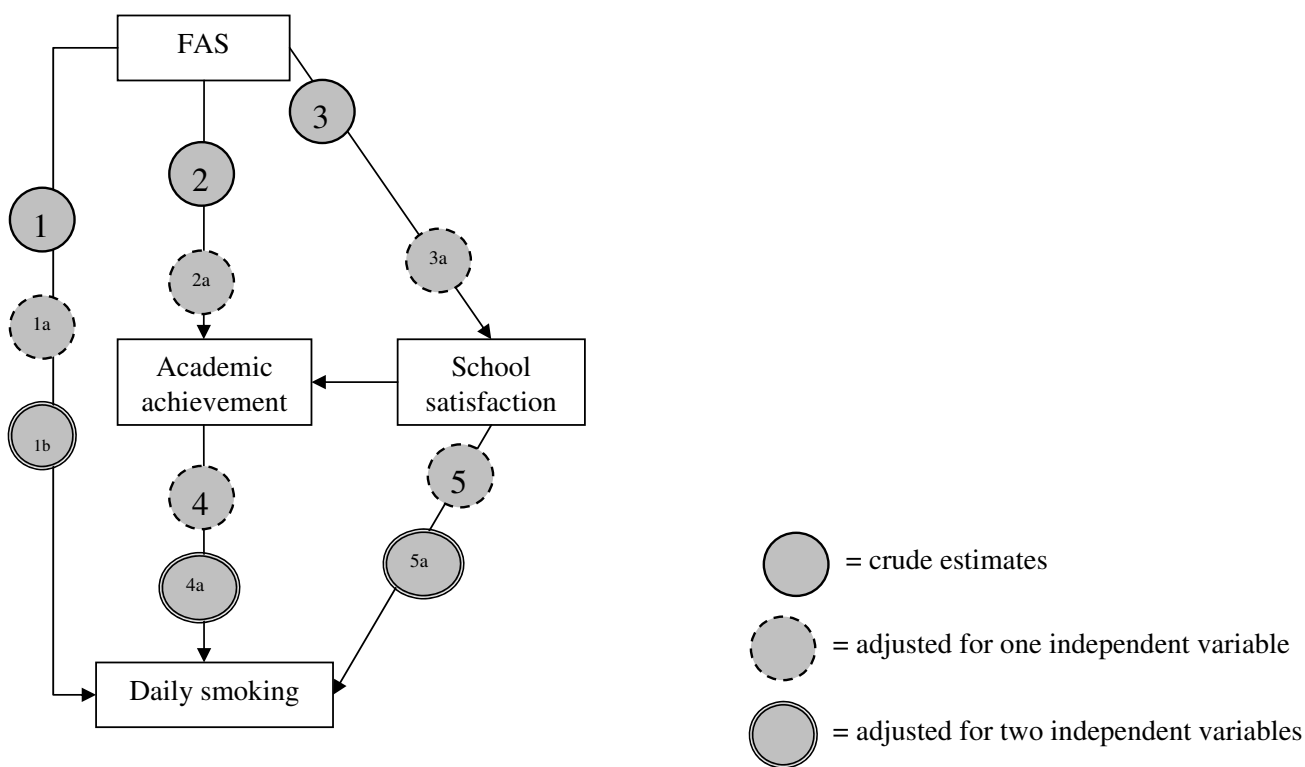 FAS
3
2
1
3a
2a
1a
Academic
achievement
School
satisfaction
1b
5
4
5a
4a
Daily smoking
= crude estimates
= adjusted for one independent variable
= adjusted for two independent variables